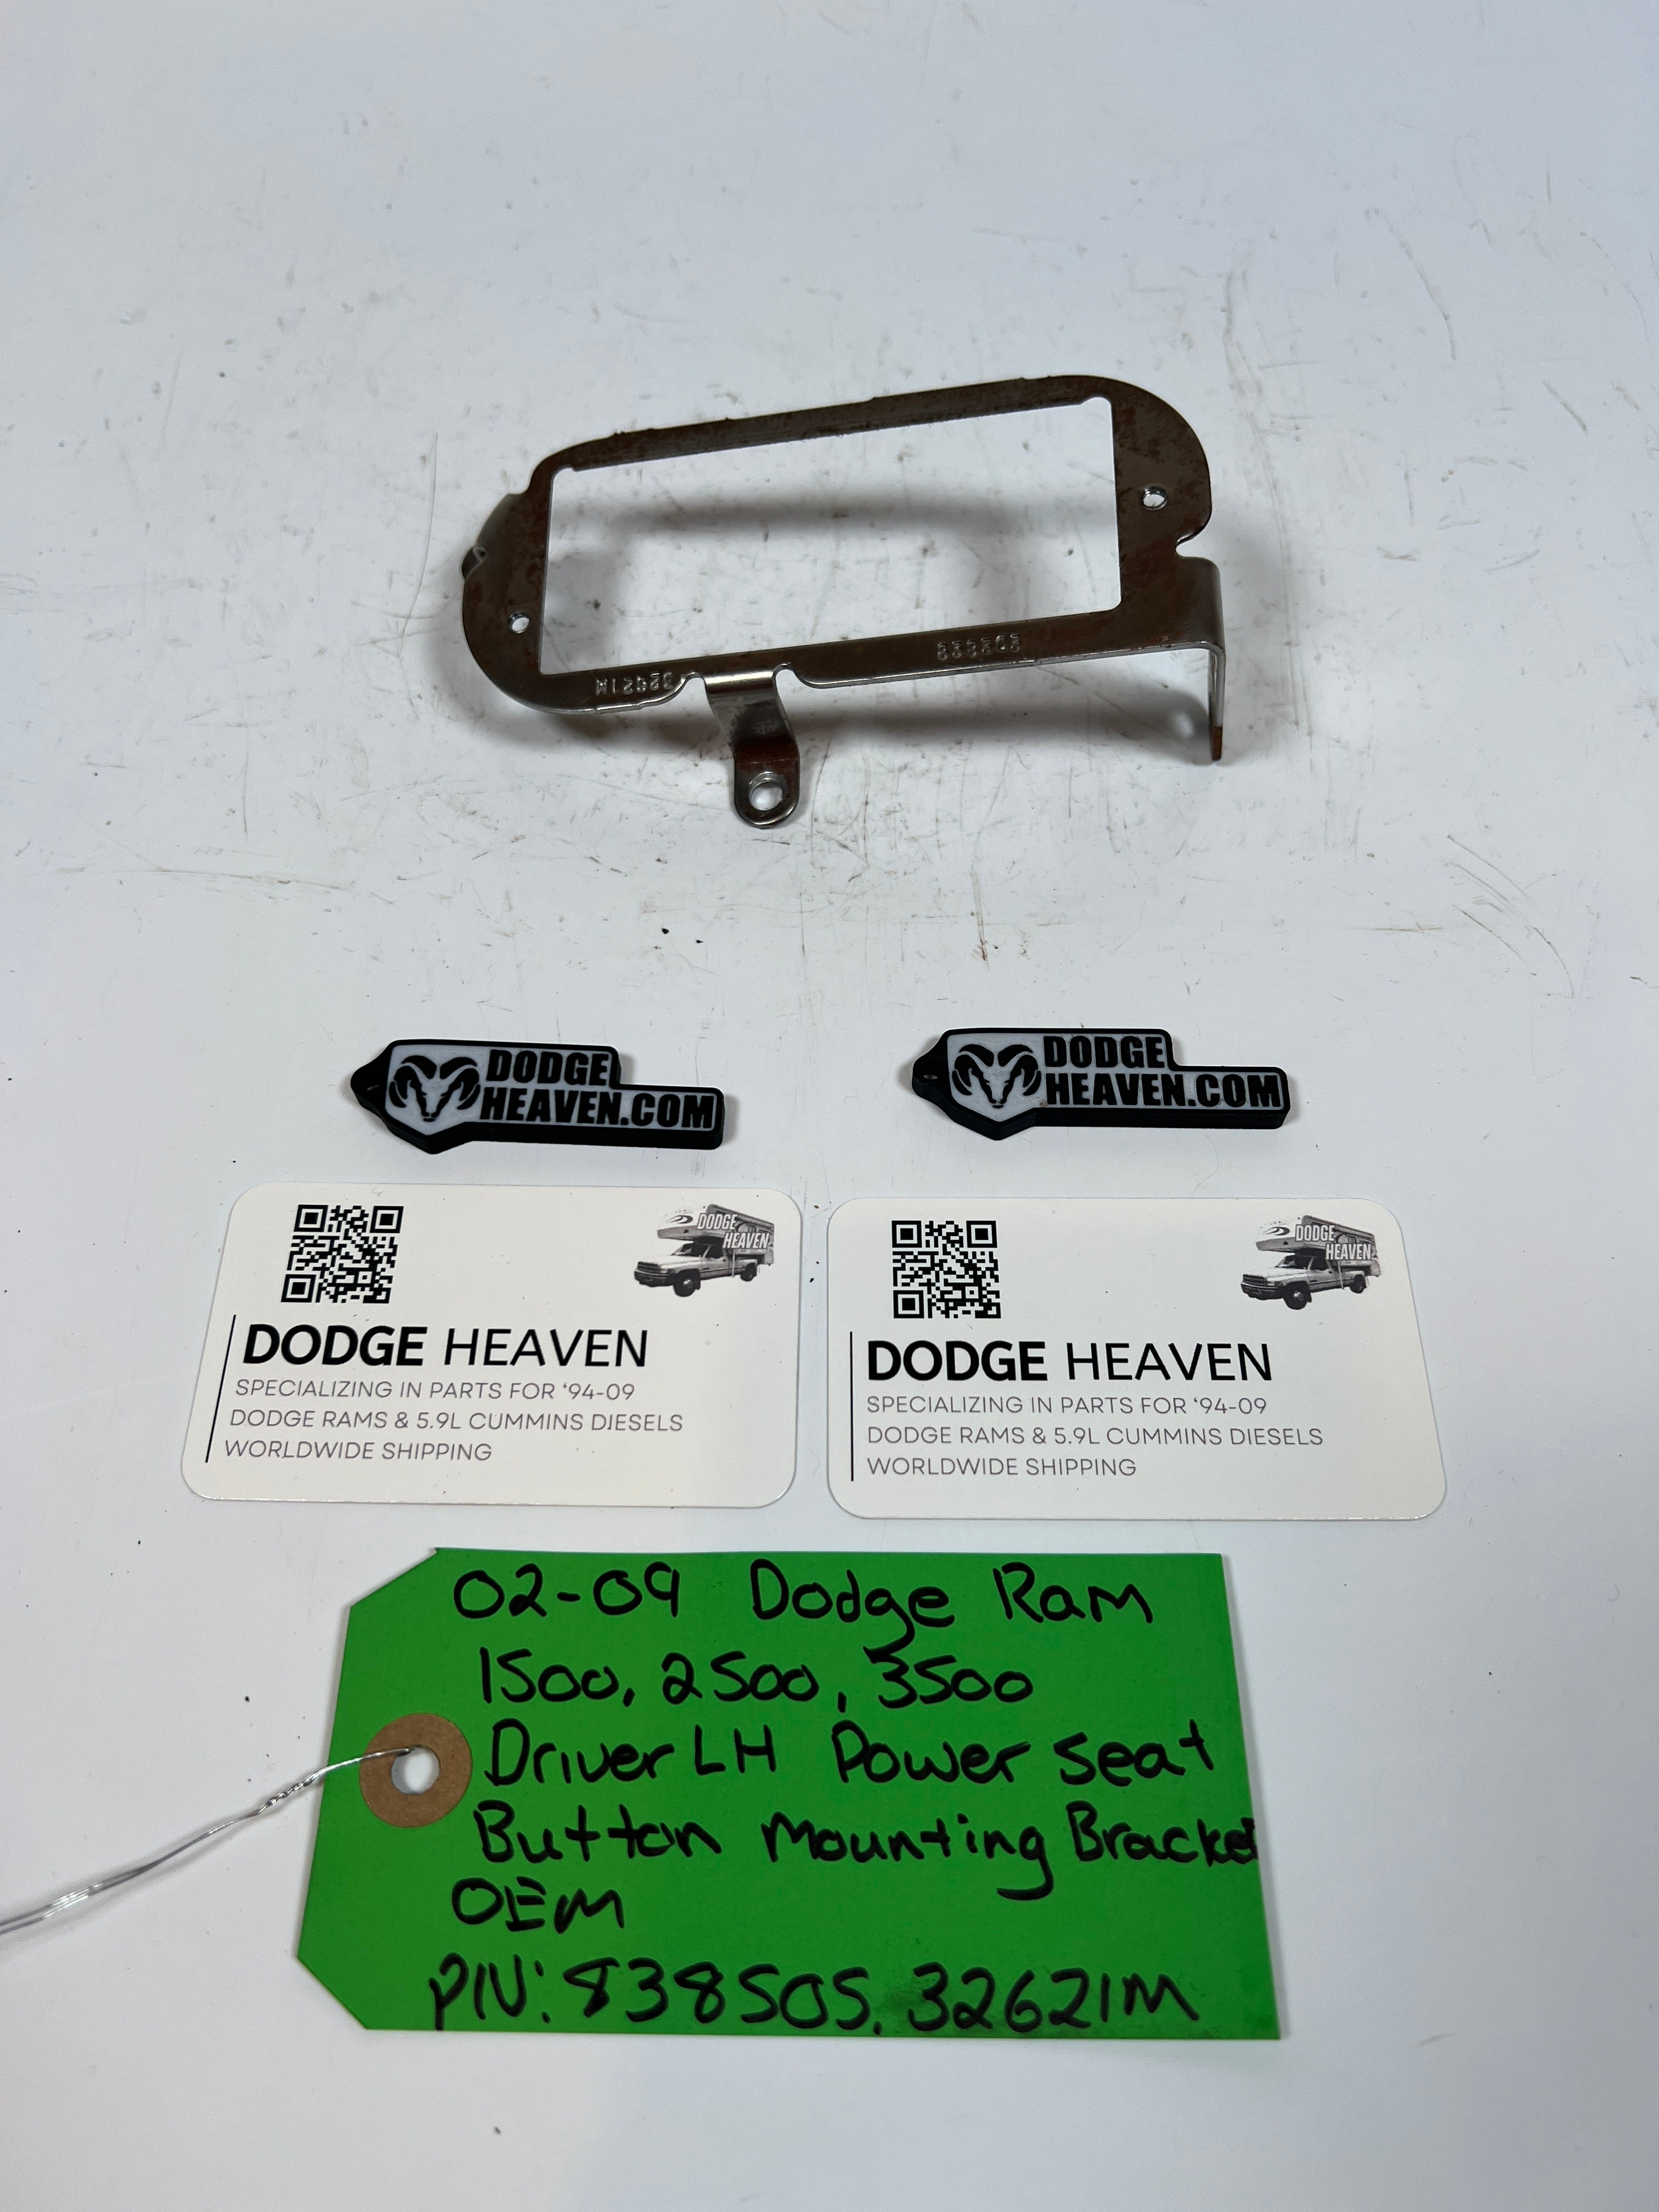 DODGE
HEAVEN.COM
DODGE
HEAVEN.COM
DODGE
HEAVEN
DODGE HEAVEN
SPECIALIZING IN PARTS FOR ‘94-09
DODGE RAMS & 5.9L CUMMINS DIESELS
WORLDWIDE SHIPPING
DODGE
HEAVEN
DODGE HEAVEN
SPECIALIZING IN PARTS FOR ‘94-09
DODGE RAMS & 5.9L CUMMINS DIESELS
WORLDWIDE SHIPPING
02-09 Dodge Ram
1500, 2500, 3500
Driver LH Power seat
Button Mounting Bracket
OEM
P/N: 838505, 32621M